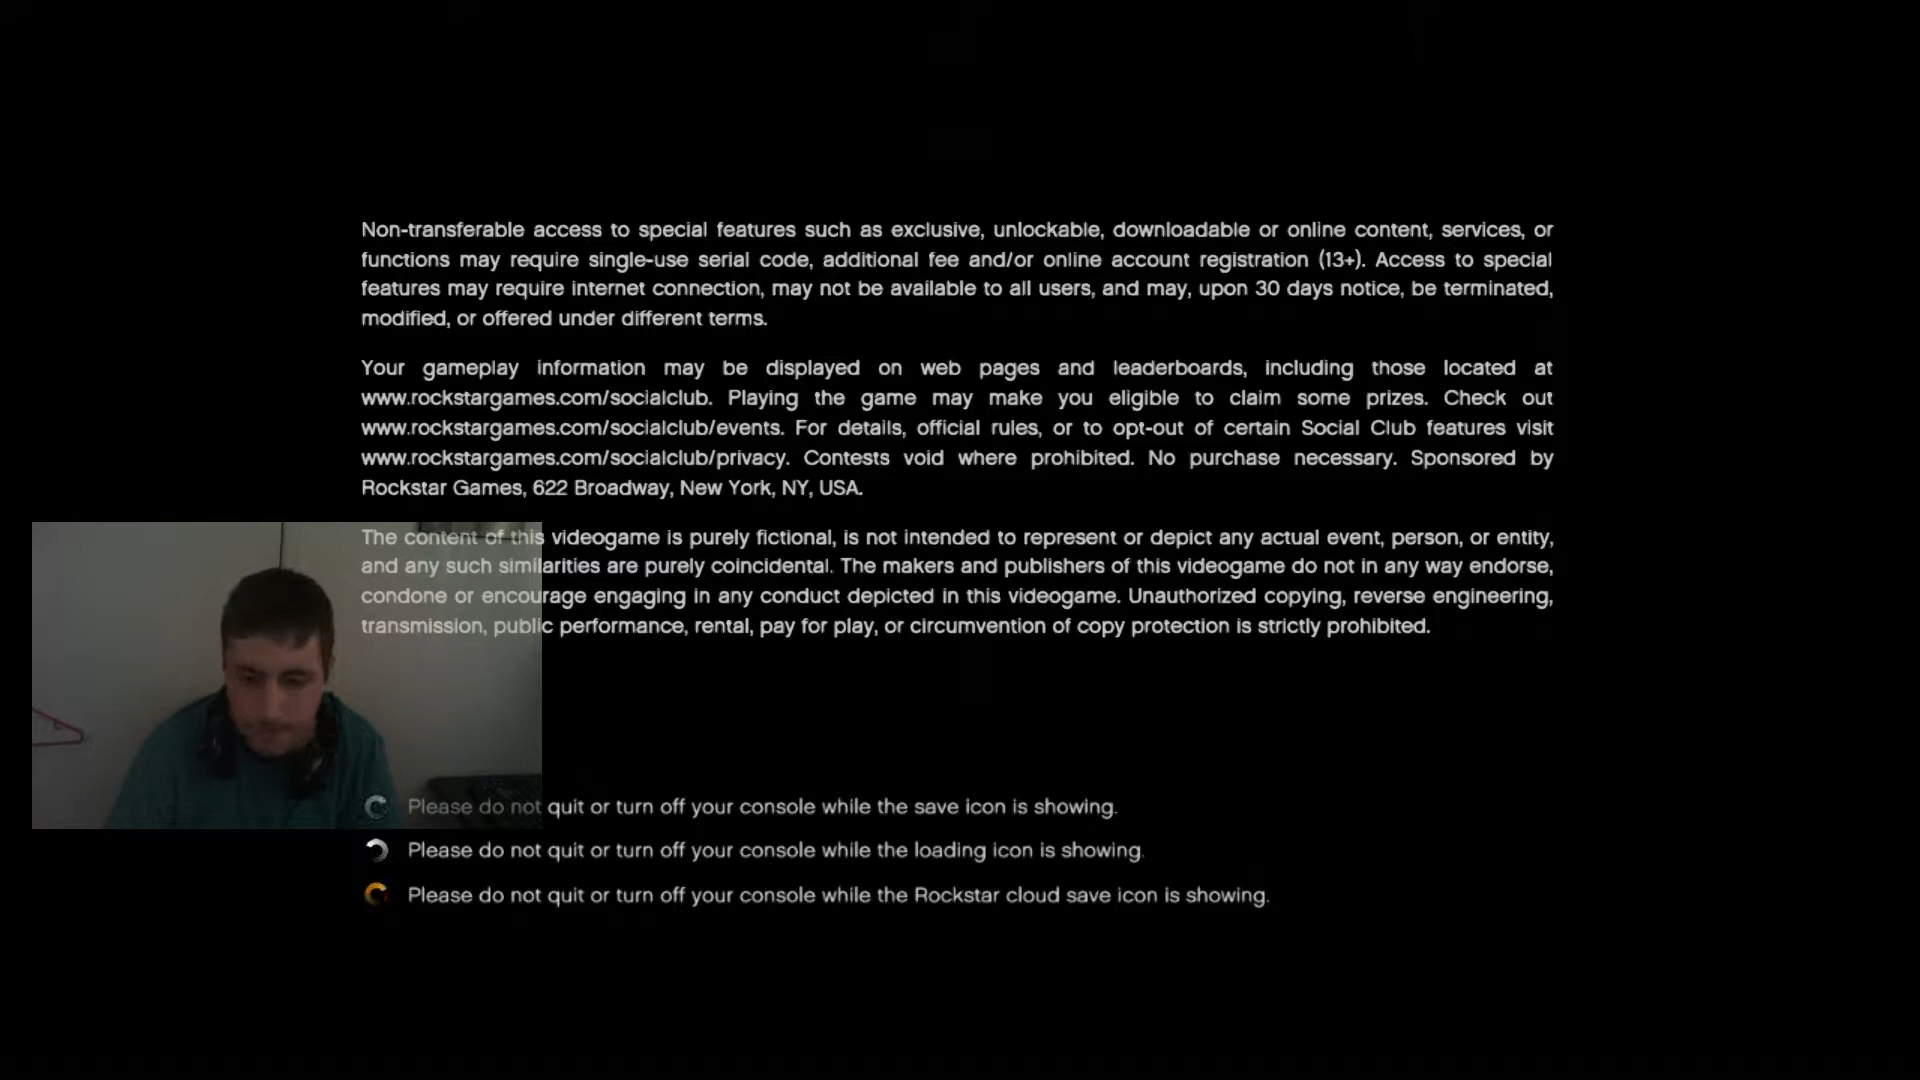 Non-transferable access to special features such as exclusive, unlockable, downloadable or online content, services, or
functions may require single-use serial code, additional fee and/or online account registration (13+). Access to special
features may require internet connection, may not be available to all users, and may, upon 30 days notice, be terminated,
modified, or offered under different terms.
Your gameplay information may be displayed on web pages and leaderboards, including those located at
www.rockstargames.com/socialclub. Playing the game may make you eligible to claim some prizes. Check out
www.rockstargames.com/socialclub/events. For details, official rules, or to opt-out of certain Social Club features visit
www.rockstargames.com/socialclub/privacy. Contests void where prohibited. No purchase necessary. Sponsored by
Rockstar Games, 622 Broadway, New York, NY, USA.
The content of this videogame is purely fictional, is not intended to represent or depict any actual event, person, or entity,
and any such similarities are purely coincidental. The makers and publishers of this videogame do not in any way endorse,
condone or encourage engaging in any conduct depicted in this videogame. Unauthorized copying, reverse engineering,
transmission, public performance, rental, pay for play, or circumvention of copy protection is strictly prohibited.
Please do not quit or turn off your console while the save icon is showing.
Please do not quit or turn off your console while the loading icon is showing.
Please do not quit or turn off your console while the Rockstar cloud save icon is showing.